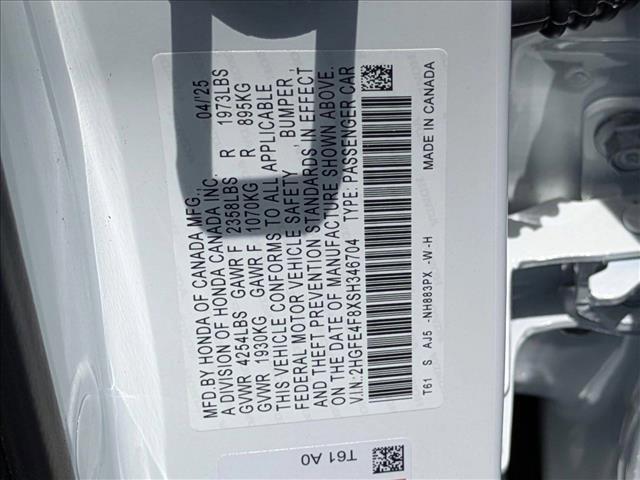 MFD BY HONDA OF CANADA MFG., 04/25
A DIVISION OF HONDA CANADA INC.
GVWR 4254LBS GAWR F 2358LBS R 1973LBS
GVWR 1930KG GAWR F 1070KG R 895KG
THIS VEHICLE CONFORMS TO ALL APPLICABLE
FEDERAL MOTOR VEHICLE SAFETY, BUMPER,
AND THEFT PREVENTION STANDARDS IN EFFECT
ON THE DATE OF MANUFACTURE SHOWN ABOVE.
V.I.N: 2HGFE4F8XSH346704 TYPE: PASSENGER CAR
T61 S AJ5 -NH883PX -W-H MADE IN CANADA
T61 A0